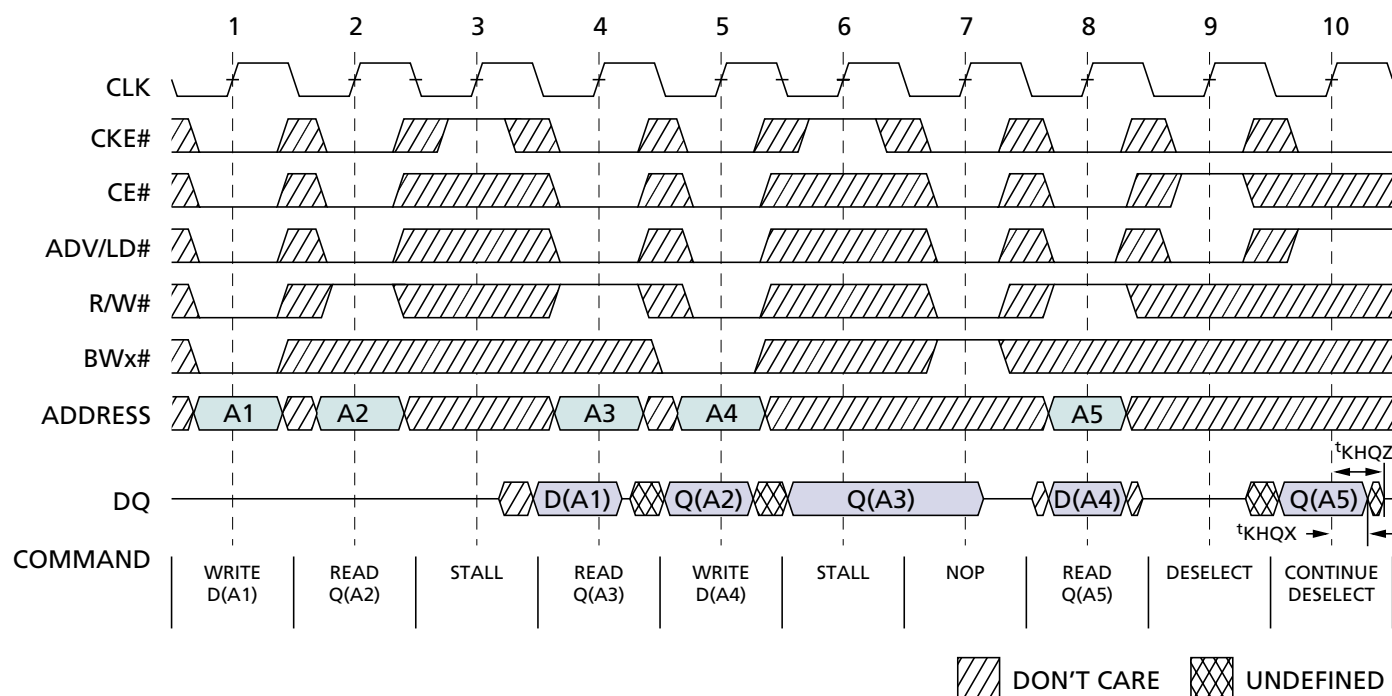 1 2 3 4 5 6 7 8 9 10
CLK
CKE#
CE#
ADV/LD#
R/W#
BWx#
ADDRESS A1 A2 A3 A4 A5
tKHQZ
DQ D(A1) Q(A2) Q(A3) D(A4) Q(A5)
tKHQX
COMMAND
WRITE READ STALL READ WRITE STALL NOP READ DESELECT CONTINUE
D(A1) Q(A2) Q(A3) D(A4) Q(A5) DESELECT
DON'T CARE UNDEFINED